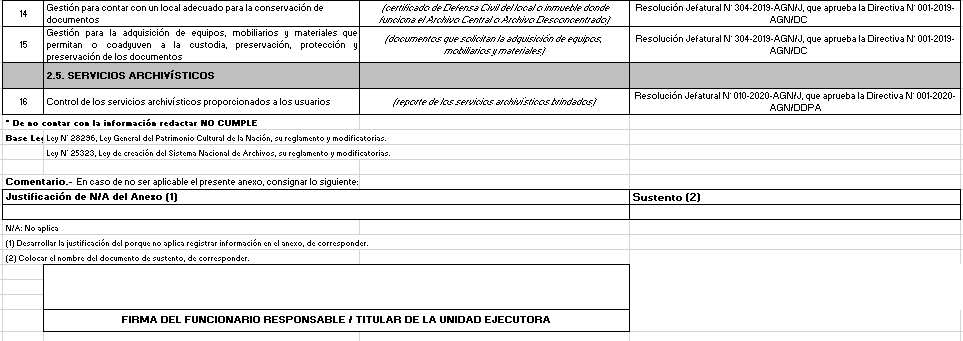 14 Gestión para contar con un local adecuado para la conservación de documentos (certificado de Defensa Civil del local o inmueble donde funciona el Archivo Central o Archivo Desconcentrado) Resolución Jefatural N° 304-2019-AGN/J, que aprueba la Directiva N° 001-2019-AGN/DC
15 Gestión para la adquisición de equipos, mobiliarios y materiales que permitan o coadyuven a la custodia, preservación, protección y preservación de los documentos (documentos que solicitan la adquisición de equipos, mobiliarios y materiales) Resolución Jefatural N° 304-2019-AGN/J, que aprueba la Directiva N° 001-2019-AGN/DC
2.5. SERVICIOS ARCHIVÍSTICOS
16 Control de los servicios archivísticos proporcionados a los usuarios (reporte de los servicios archivísticos brindados) Resolución Jefatural N° 010-2020-AGN/J, que aprueba la Directiva N° 001-2020-AGN/DDPA
* De no contar con la información redactar NO CUMPLE
Base Le Ley N° 28296, Ley General del Patrimonio Cultural de la Nación, su reglamento y modificatorias.
Ley N° 25323, Ley de creación del Sistema Nacional de Archivos, su reglamento y modificatorias.
Comentario.- En caso de no ser aplicable el presente anexo, consignar lo siguiente:
Justificación de N/A del Anexo (1) Sustento (2)
N/A: No aplica
(1) Desarrollar la justificación del porque no aplica registrar información en el anexo, de corresponder.
(2) Colocar el nombre del documento de sustento, de corresponder.
FIRMA DEL FUNCIONARIO RESPONSABLE / TITULAR DE LA UNIDAD EJECUTORA